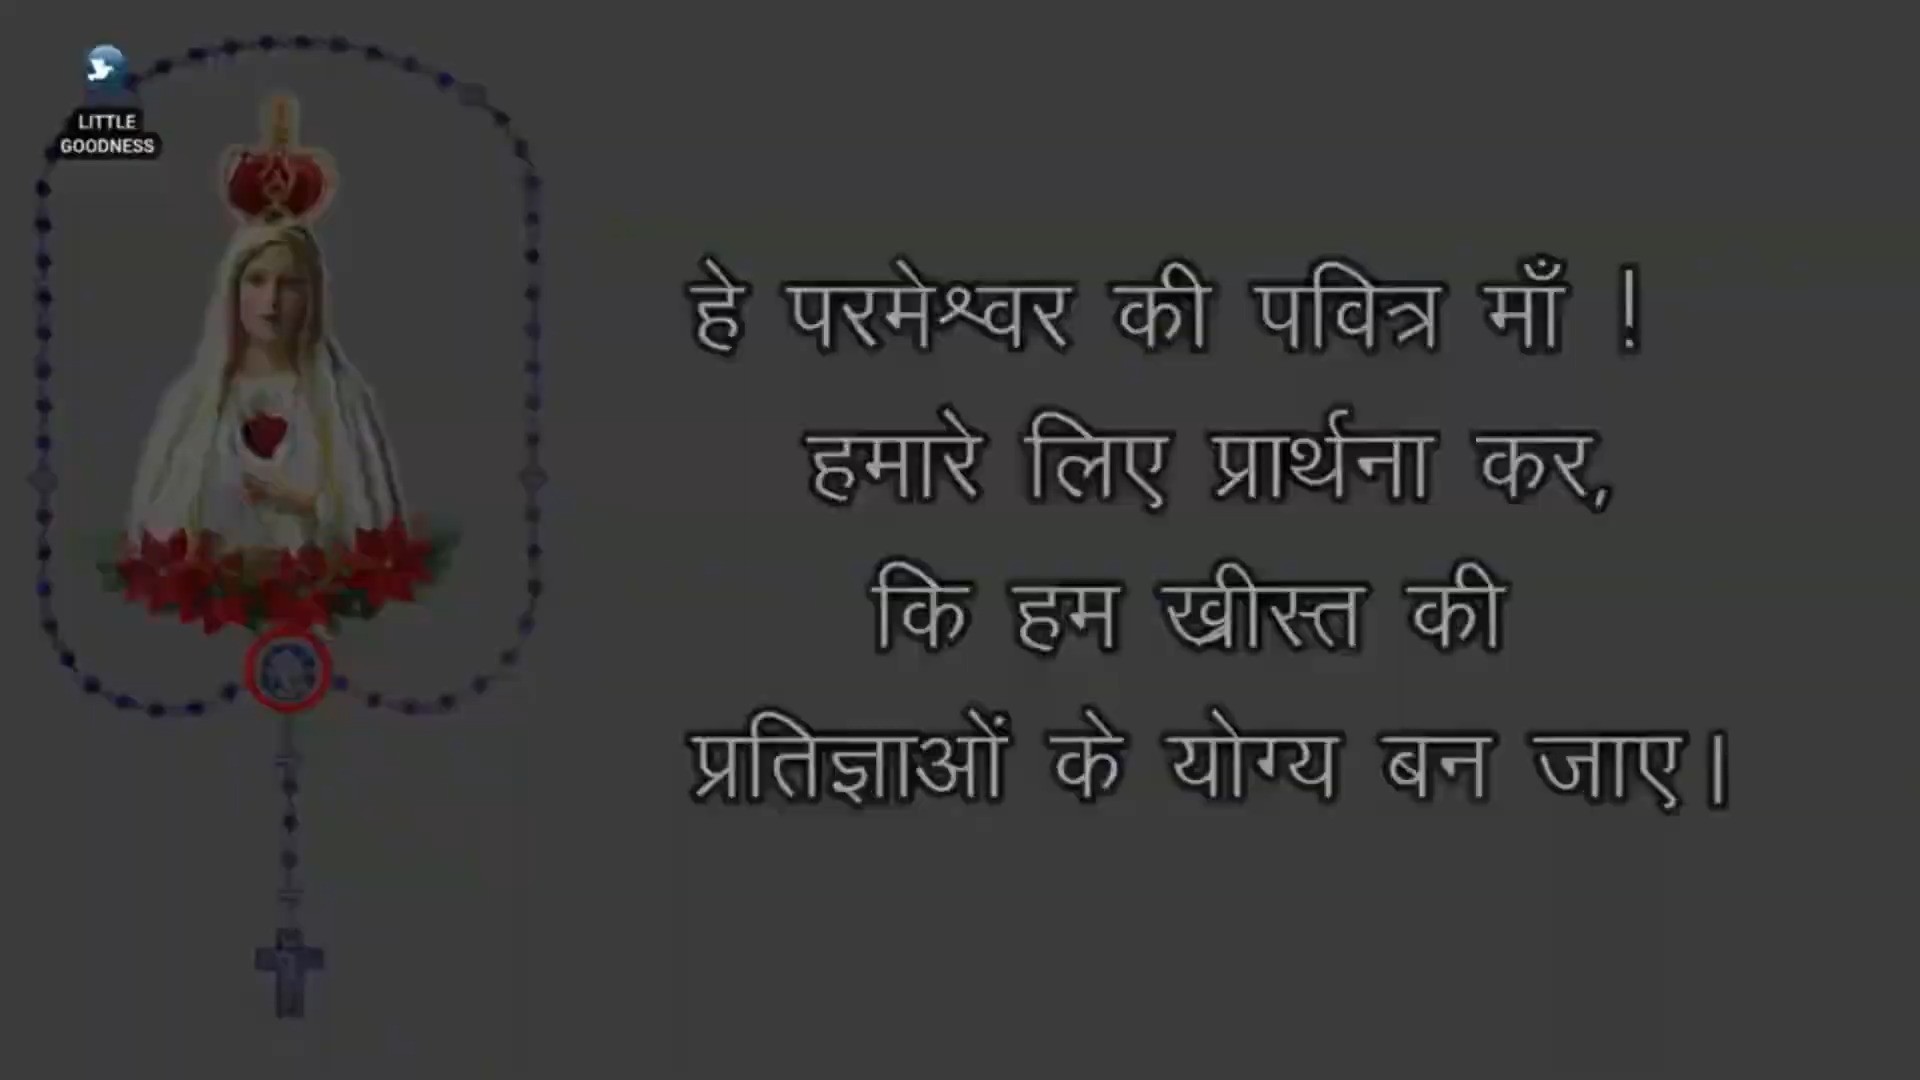 LITTLE
GOODNESS
हे परमेश्वर की पवित्र माँ !
हमारे लिए प्रार्थना कर,
कि हम ख्रीस्त की
प्रतिज्ञाओं के योग्य बन जाए।